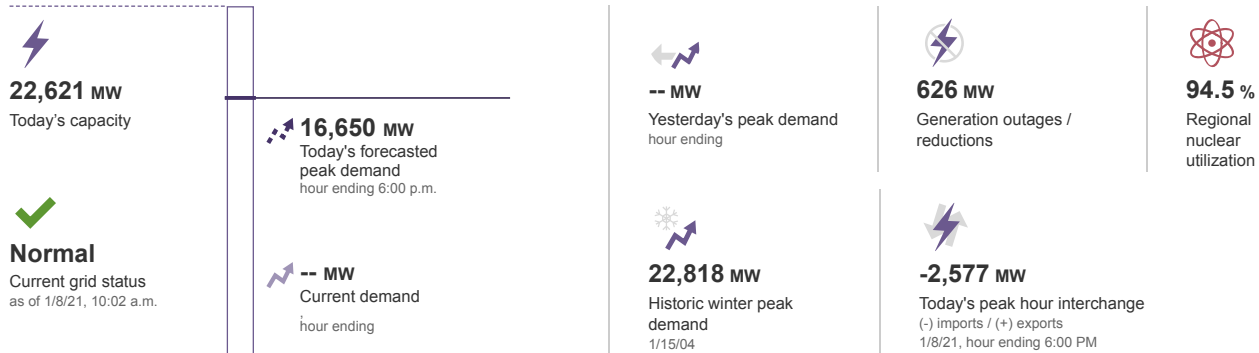 22,621 MW
Today's capacity
Normal
Current grid status
as of 1/8/21, 10:02 a.m.
16,650 MW
Today's forecasted
peak demand
hour ending 6:00 p.m.
-- MW
Current demand
,
hour ending
-- MW
Yesterday's peak demand
hour ending
626 MW
Generation outages /
reductions
94.5 %
Regional
nuclear
utilization
22,818 MW
Historic winter peak
demand
1/15/04
-2,577 MW
Today's peak hour interchange
(-) imports / (+) exports
1/8/21, hour ending 6:00 PM